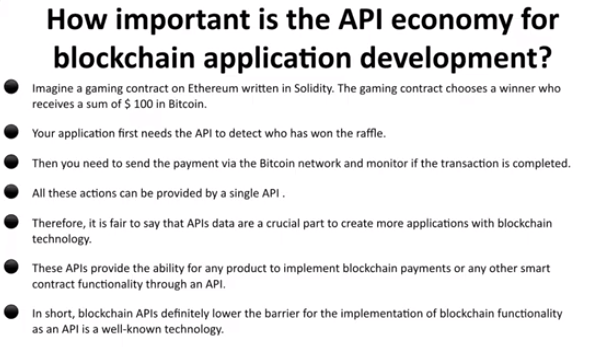 How important is the API economy for
blockchain application development?
Imagine a gaming contract on Ethereum written in Solidity. The gaming contract chooses a winner who
receives a sum of $ 100 in Bitcoin.
Your application first needs the API to detect who has won the raffle.
Then you need to send the payment via the Bitcoin network and monitor if the transaction is completed.
All these actions can be provided by a single API .
Therefore, it is fair to say that APIs data are a crucial part to create more applications with blockchain
technology.
These APIs provide the ability for any product to implement blockchain payments or any other smart
contract functionality through an API.
In short, blockchain APIs definitely lower the barrier for the implementation of blockchain functionality
as an API is a well-known technology.